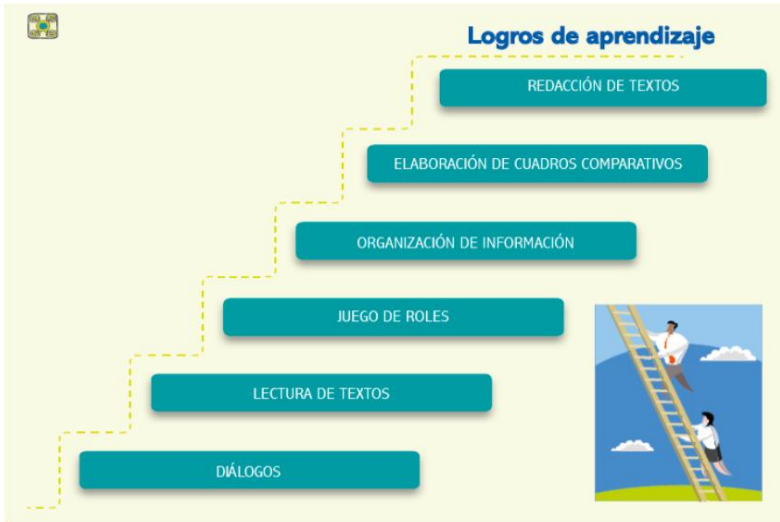 Logros de aprendizaje
REDACCIÓN DE TEXTOS
ELABORACIÓN DE CUADROS COMPARATIVOS
ORGANIZACIÓN DE INFORMACIÓN
JUEGO DE ROLES
LECTURA DE TEXTOS
DIÁLOGOS